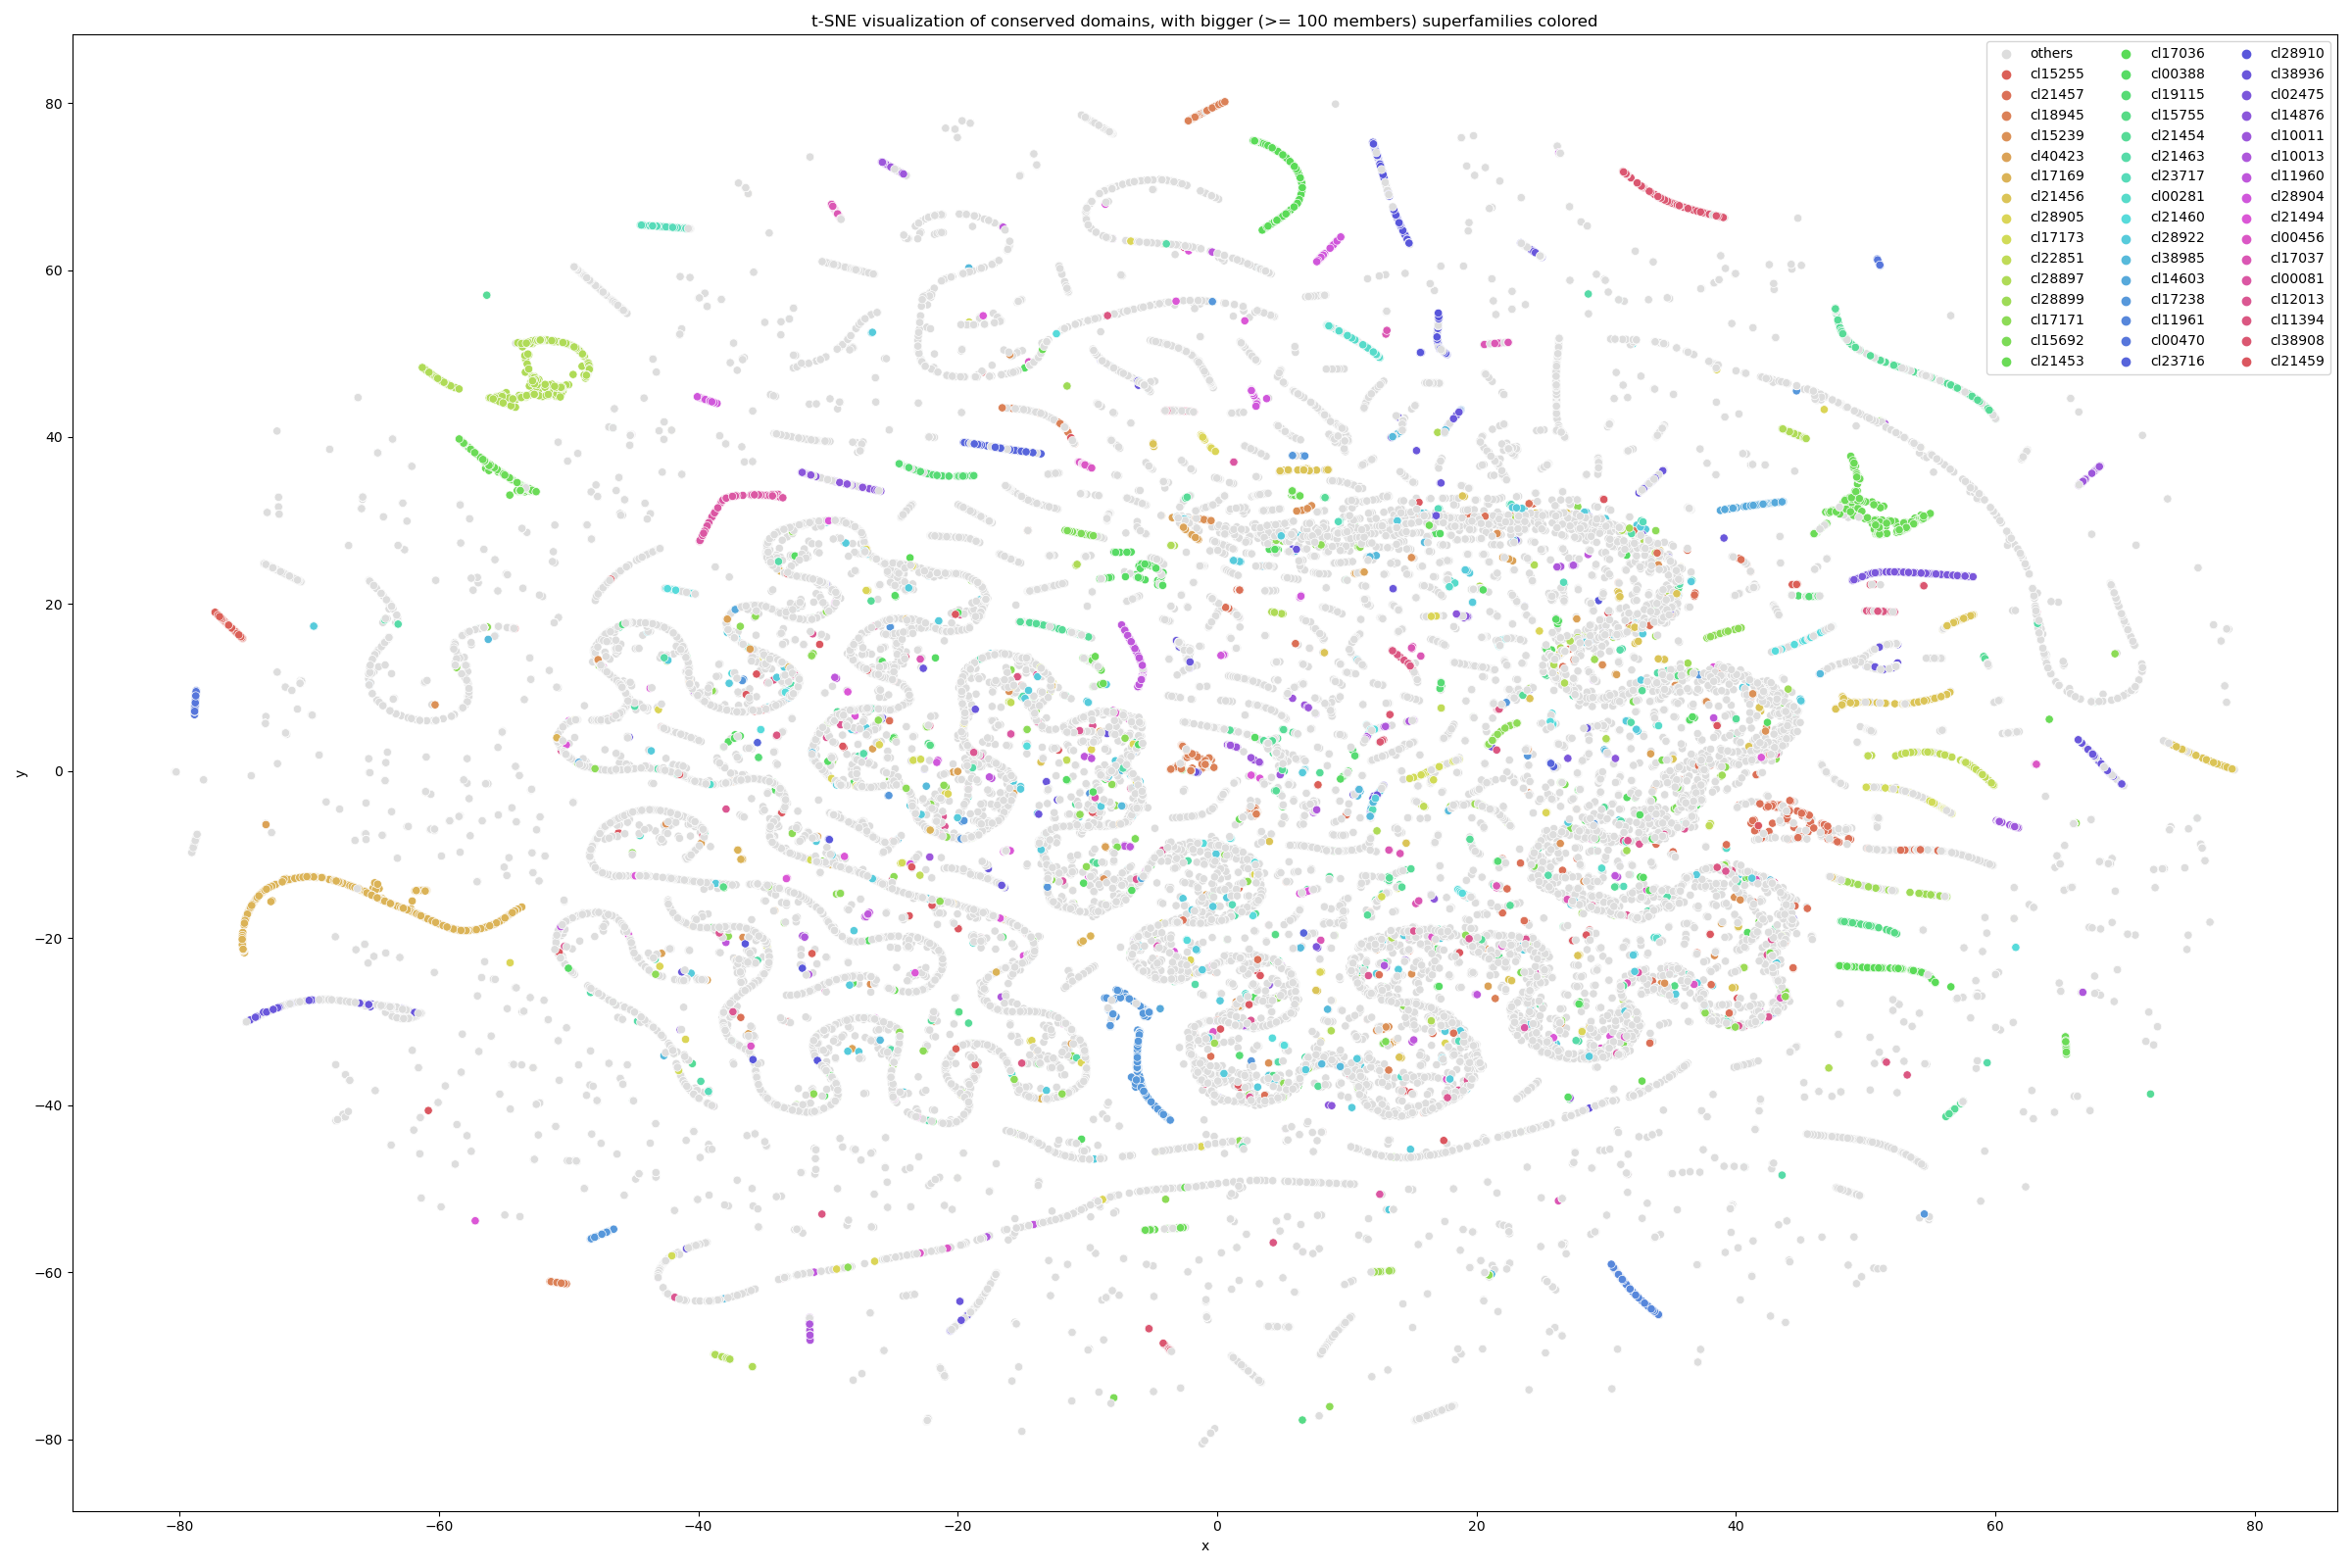 t-SNE visualization of conserved domains, with bigger (>= 100 members) superfamilies colored
others cl17036 cl28910
cl15255 cl00388 cl38936
cl21457 cl19115 cl02475
cl18945 cl15755 cl14876
cl15239 cl21454 cl10011
cl40423 cl21463 cl10013
cl17169 cl23717 cl11960
cl21456 cl00281 cl28904
cl28905 cl21460 cl21494
cl17173 cl28922 cl00456
cl22851 cl38985 cl17037
cl28897 cl14603 cl00081
cl28899 cl17238 cl12013
cl17171 cl11961 cl11394
cl15692 cl00470 cl38908
cl21453 cl23716 cl21459
80
60
40
20
0
−20
−40
−60
−80
y
−80 −60 −40 −20 0 20 40 60 80
x